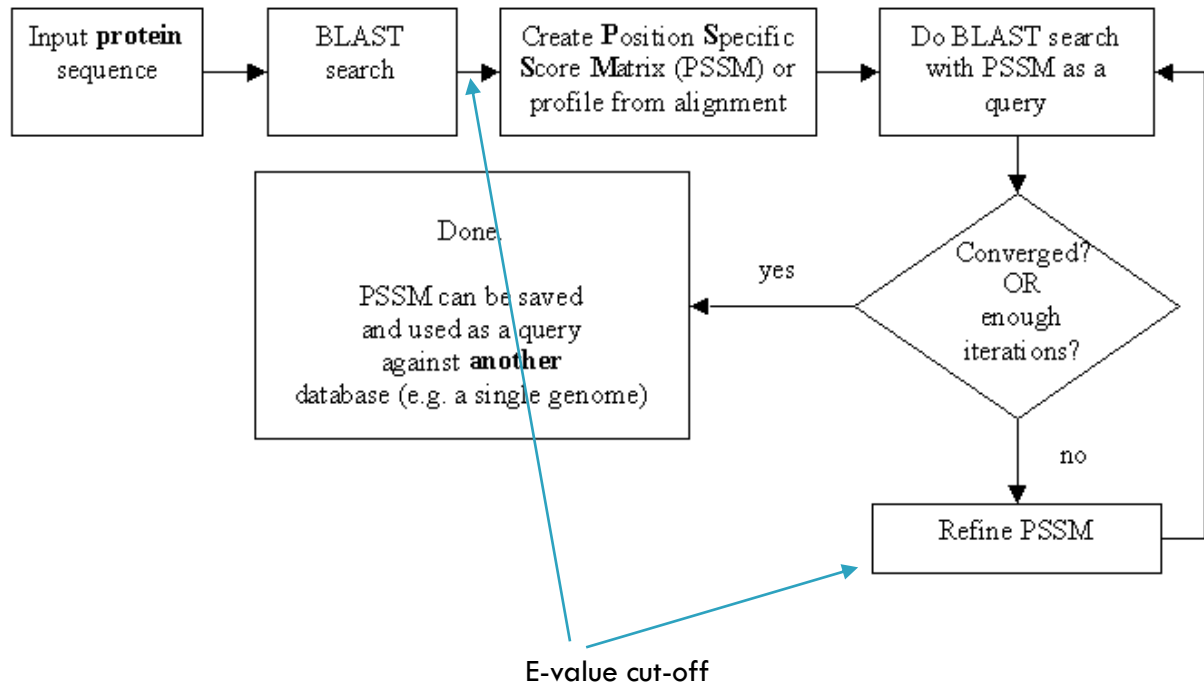 Input protein
sequence
BLAST
search
Create Position Specific
Score Matrix (PSSM) or
profile from alignment
Do BLAST search
with PSSM as a
query
Converged?
OR
enough
iterations?
yes
Done.
PSSM can be saved
and used as a query
against another
database (e.g. a single genome)
no
Refine PSSM
E-value cut-off